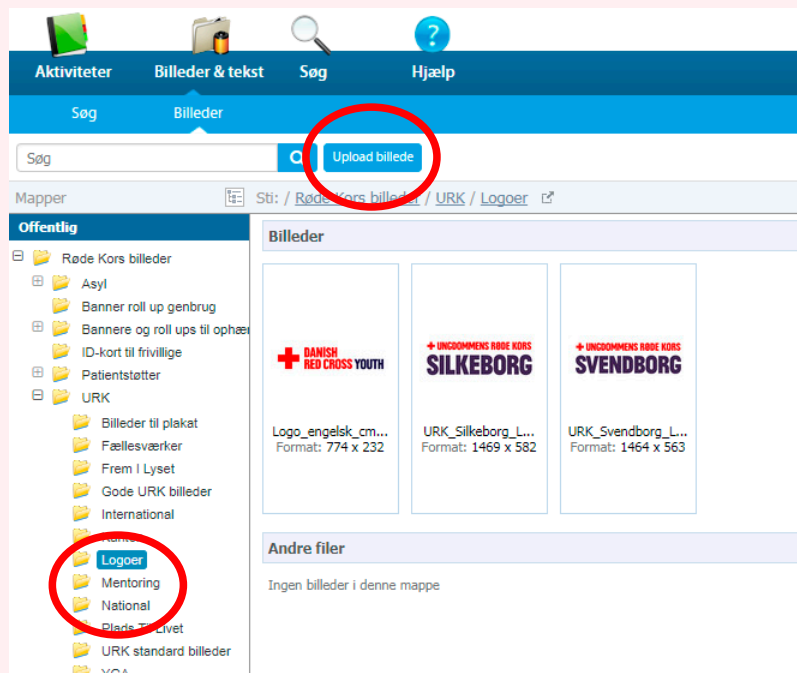 Aktiviteter
Billeder & tekst
Søg
Hjælp
Søg
Billeder
Søg
Upload billede
Mapper
Sti: / Røde Kors billeder / URK / Logoer
Offentlig
Røde Kors billeder
Asyl
Banner roll up genbrug
Bannere og roll ups til ophæn
ID-kort til frivillige
Patientstøtter
URK
Billeder til plakat
Fællesværker
Frem I Lyset
Gode URK billeder
International
Logoer
Mentoring
National
Plads Til Livet
URK standard billeder
Billeder
DANISH
RED CROSS YOUTH
Logo_engelsk_cm...
Format: 774 x 232
UNGDOMMENS RØDE KORS
SILKEBORG
URK_Silkeborg_L...
Format: 1469 x 582
UNGDOMMENS RØDE KORS
SVENDBORG
URK_Svendborg_L...
Format: 1464 x 563
Andre filer
Ingen billeder i denne mappe